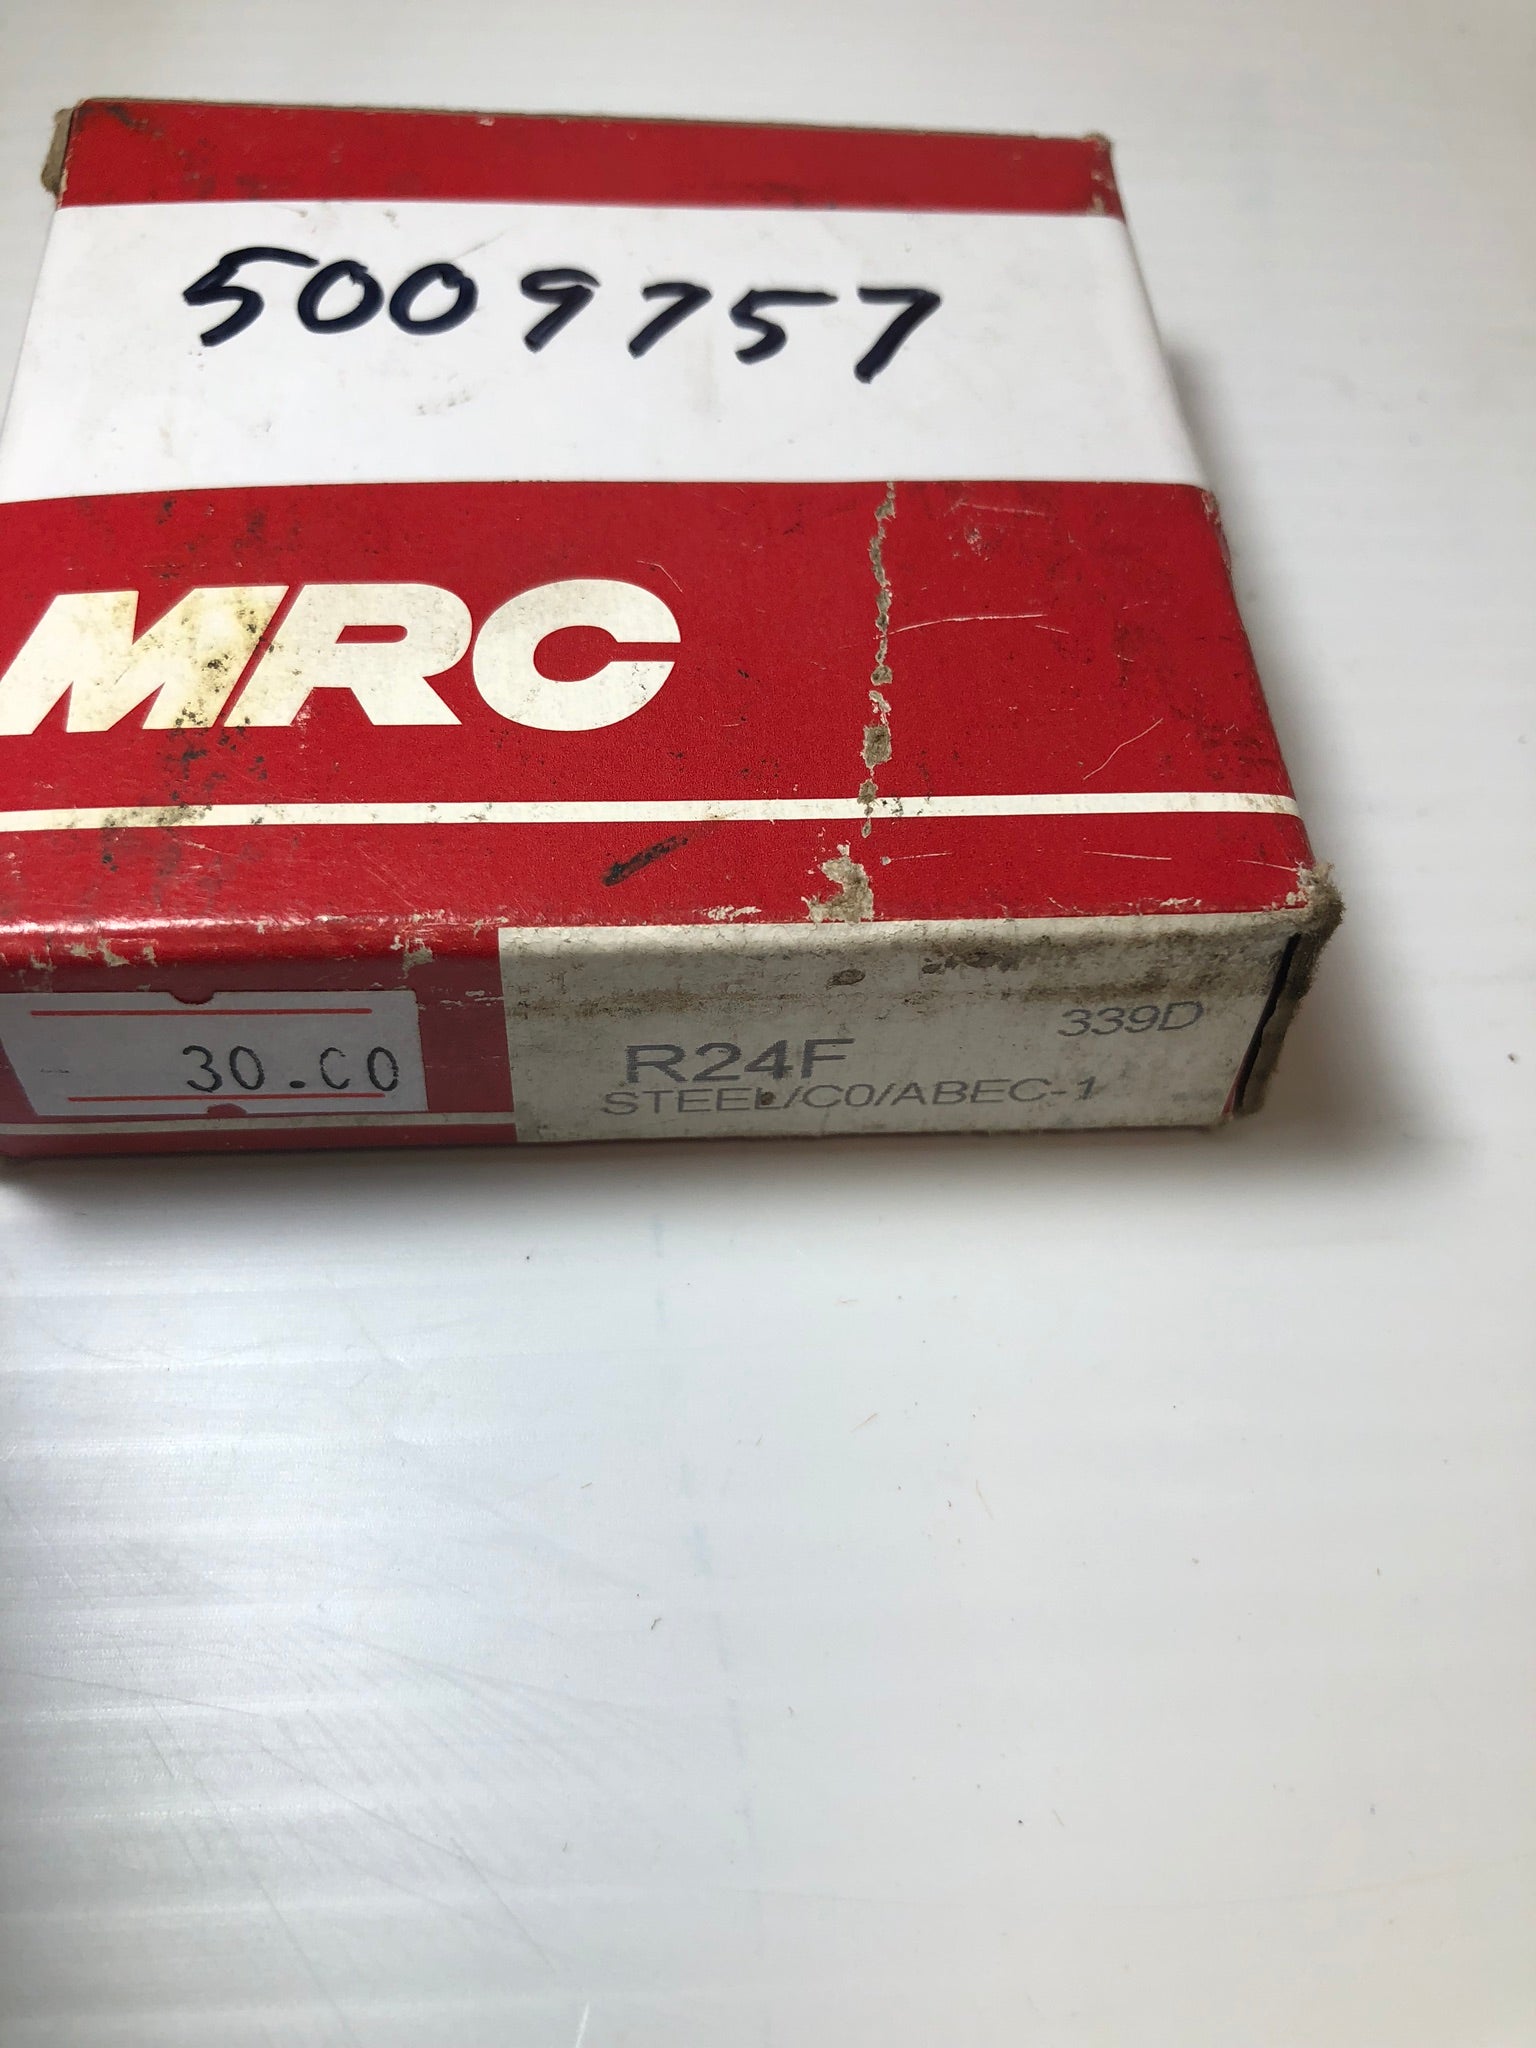 5009757
MRC
30.00
339D
R24F
STEEL/C0/ABEC-1